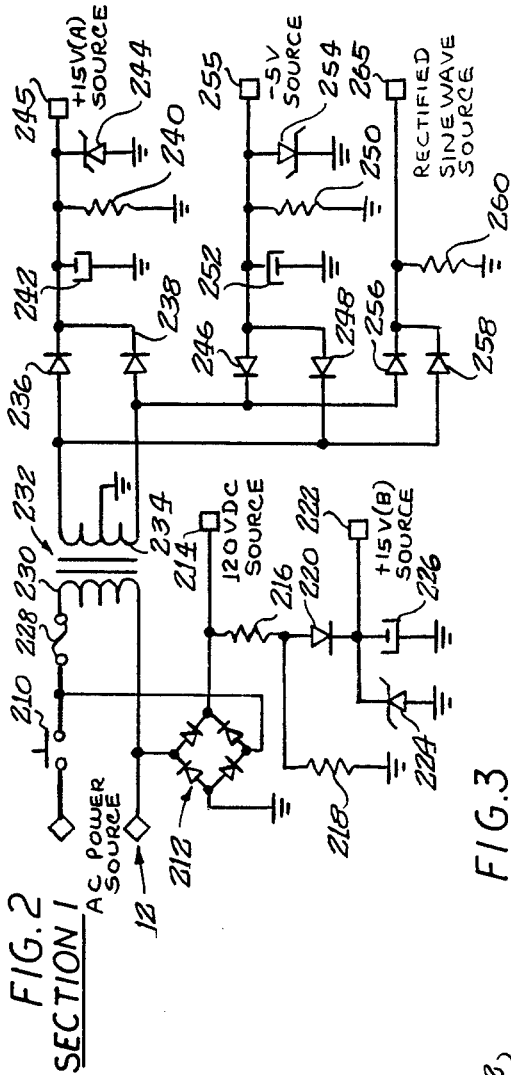 FIG. 2
SECTION 1
AC POWER
SOURCE
12
210
228
230
232
234
236
238
242
240
244
245
+15V(A)
SOURCE
246
248
252
250
254
255
-5V
SOURCE
256
258
260
265
RECTIFIED
SINEWAVE
SOURCE
212
214
120VDC
SOURCE
216
218
220
222
+15V(B)
SOURCE
224
226
FIG. 3